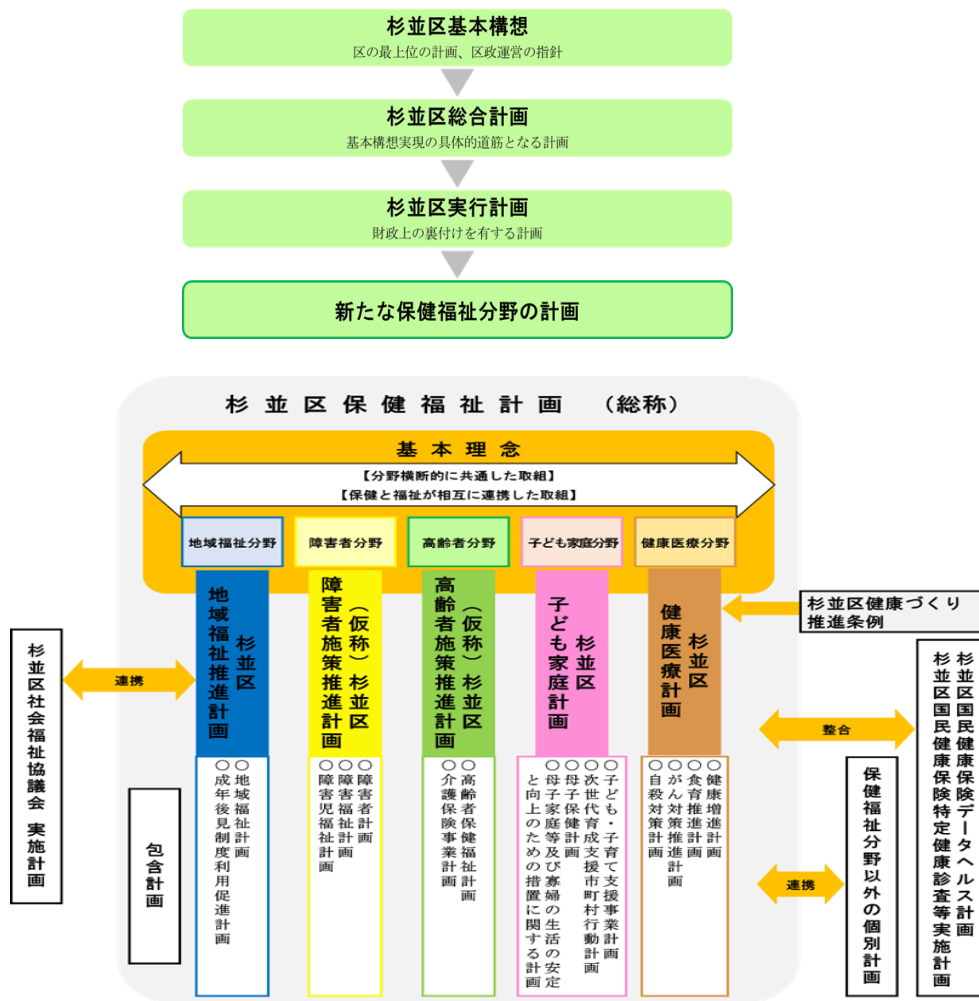 杉並区基本構想
区の最上位の計画、区政運営の指針
杉並区総合計画
基本構想実現の具体的道筋となる計画
杉並区実行計画
財政上の裏付けを有する計画
新たな保健福祉分野の計画
杉並区保健福祉計画 (総称)
基本理念
【分野横断的に共通した取組】
【保健と福祉が相互に連携した取組】
地域福祉分野
障害者分野
高齢者分野
子ども家庭分野
健康医療分野
杉並区
地域福祉推進計画
(仮称)杉並区
障害者施策推進計画
(仮称)杉並区
高齢者施策推進計画
杉並区
子ども家庭計画
杉並区
健康医療計画
杉並区健康づくり
推進条例
杉並区社会福祉協議会 実施計画
連携
整合
連携
杉並区国民健康保険データヘルス計画
杉並区国民健康保険特定健康診査等実施計画
保健福祉分野以外の個別計画
包含計画
○地域福祉計画
○成年後見制度利用促進計画
○障害者計画
○障害福祉計画
○障害児福祉計画
○高齢者保健福祉計画
○介護保険事業計画
○子ども・子育て支援事業計画
○次世代育成支援市町村行動計画
○母子保健計画
○母子家庭等及び寡婦の生活の安定
と向上のための措置に関する計画
○健康増進計画
○食育推進計画
○がん対策推進計画
○自殺対策計画